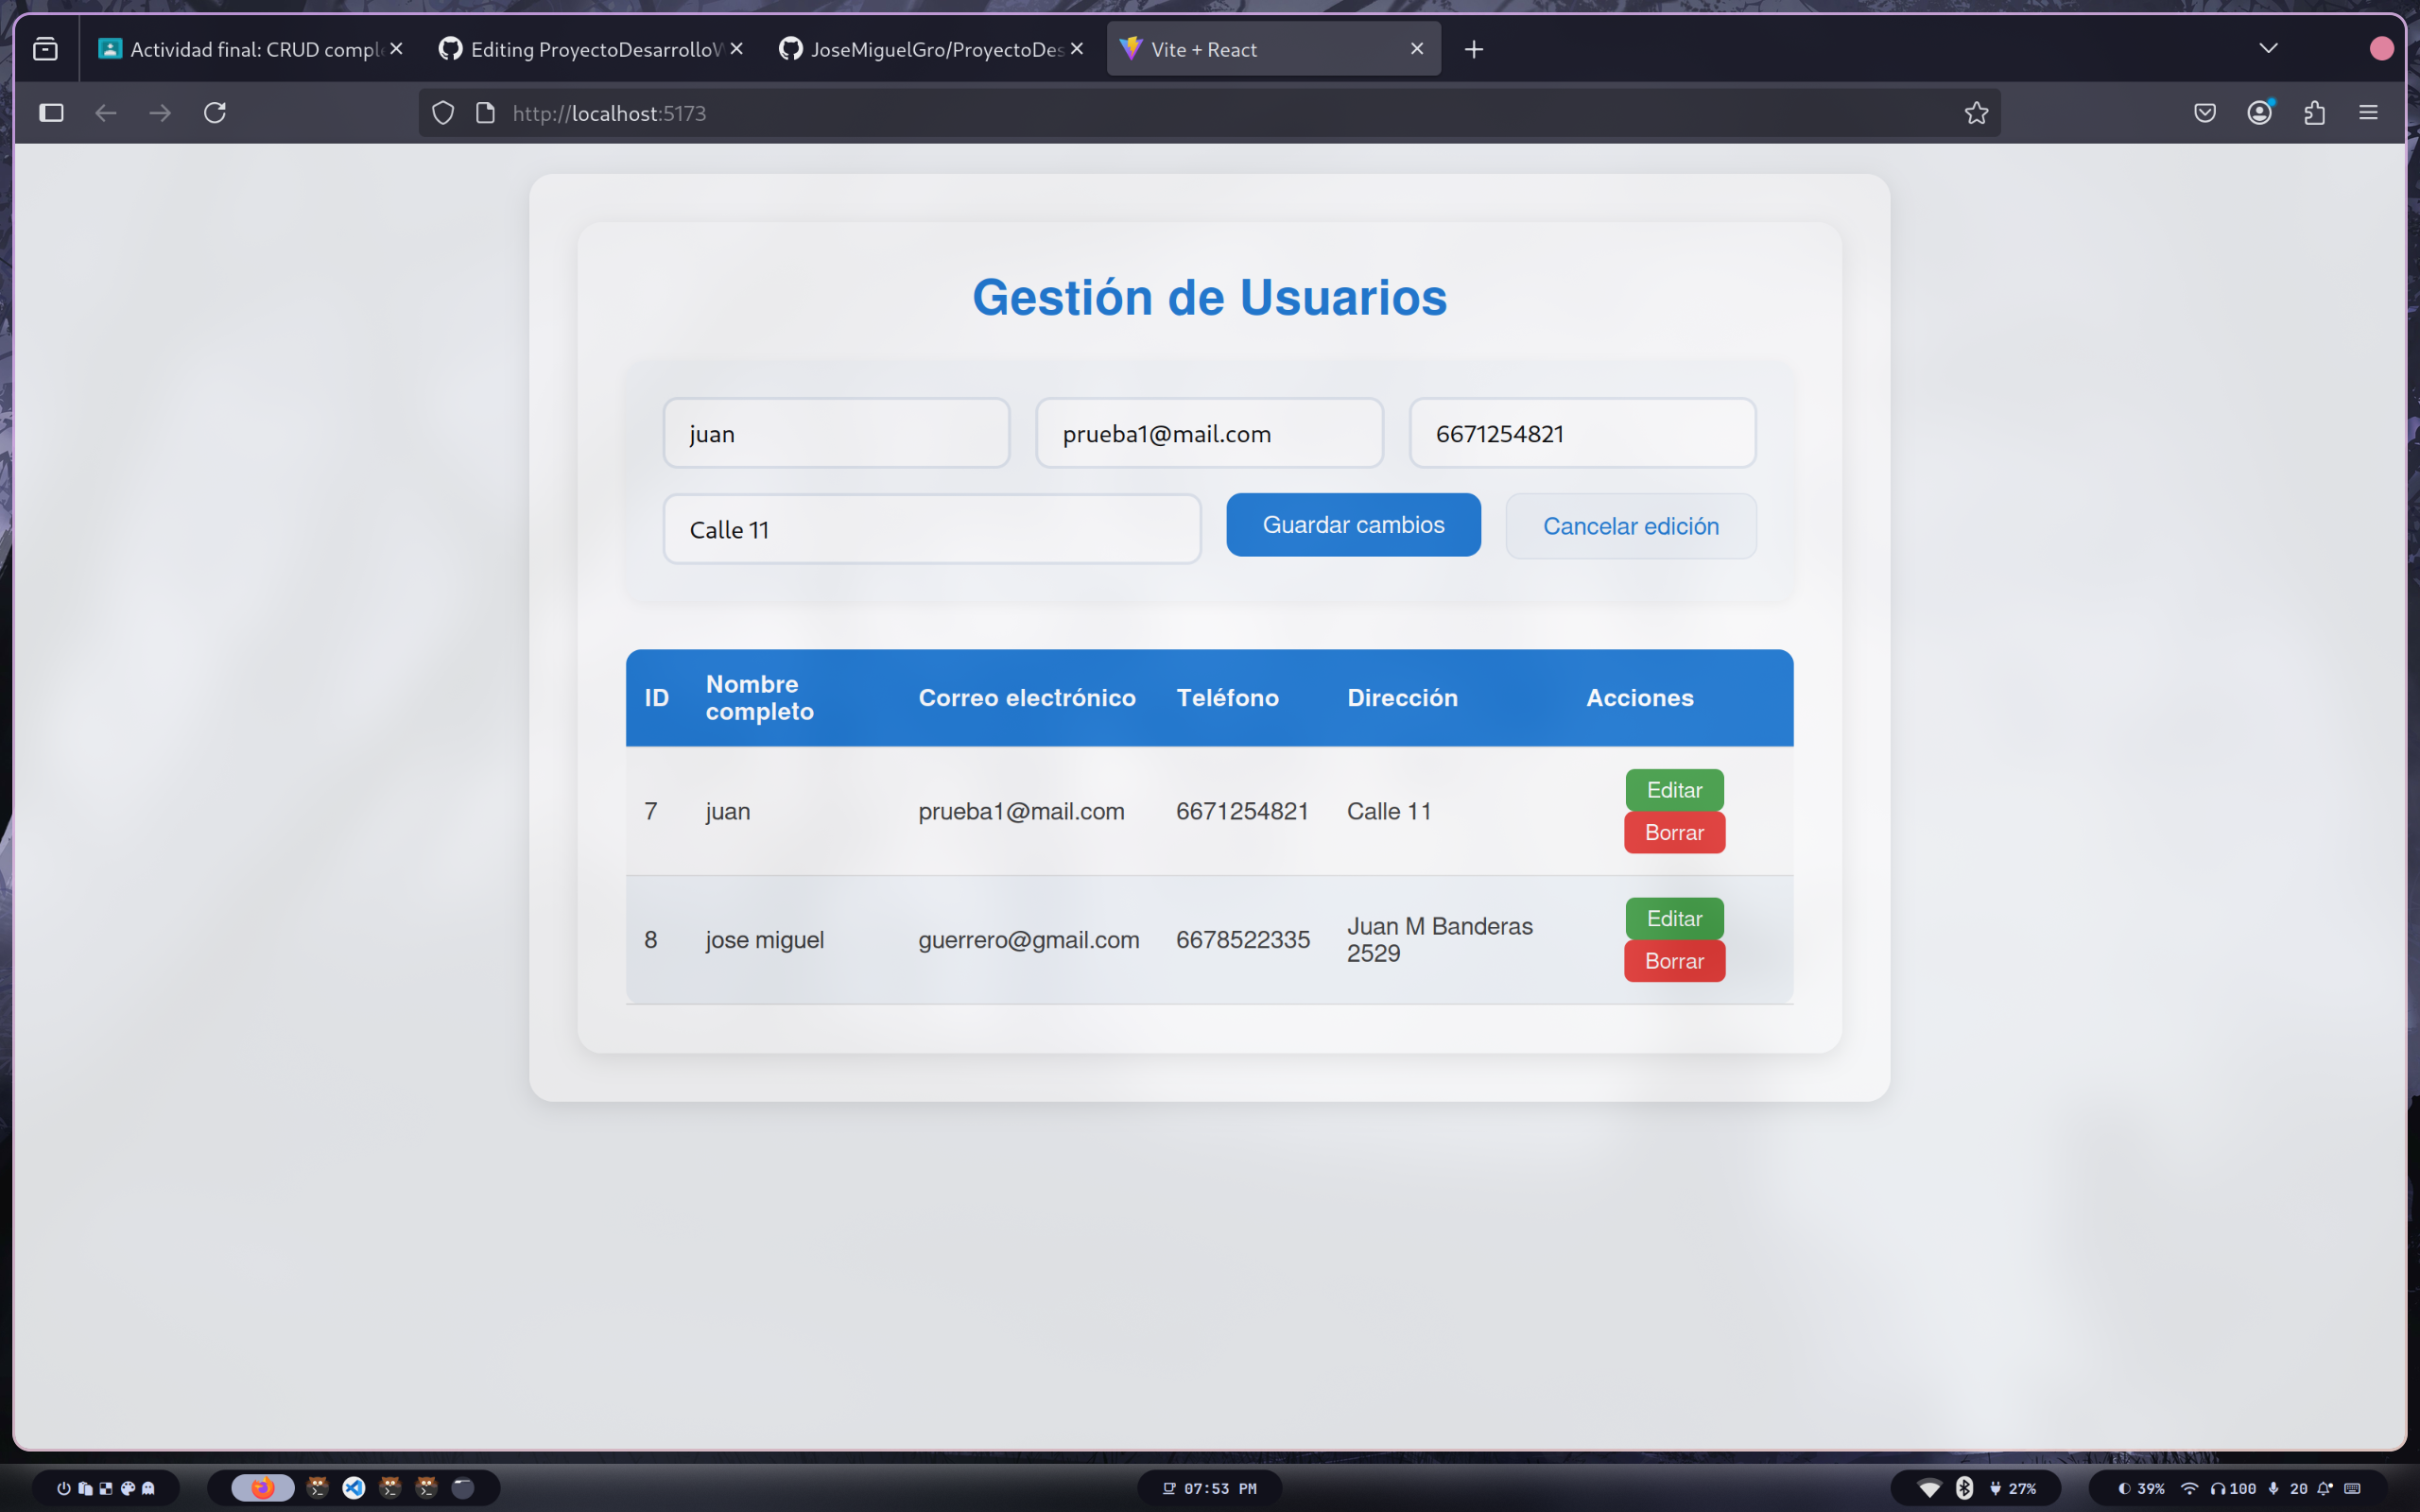 Actividad final: CRUD comple
Editing ProyectoDesarrolloW
JoseMiguelGro/ProyectoDes
Vite + React
http://localhost:5173
Gestión de Usuarios
juan
prueba1@mail.com
6671254821
Calle 11
Guardar cambios
Cancelar edición
ID
Nombre
completo
Correo electrónico
Teléfono
Dirección
Acciones
7
juan
prueba1@mail.com
6671254821
Calle 11
Editar
Borrar
8
jose miguel
guerrero@gmail.com
6678522335
Juan M Banderas
2529
Editar
Borrar
07:53 PM
27%
39%
100
20